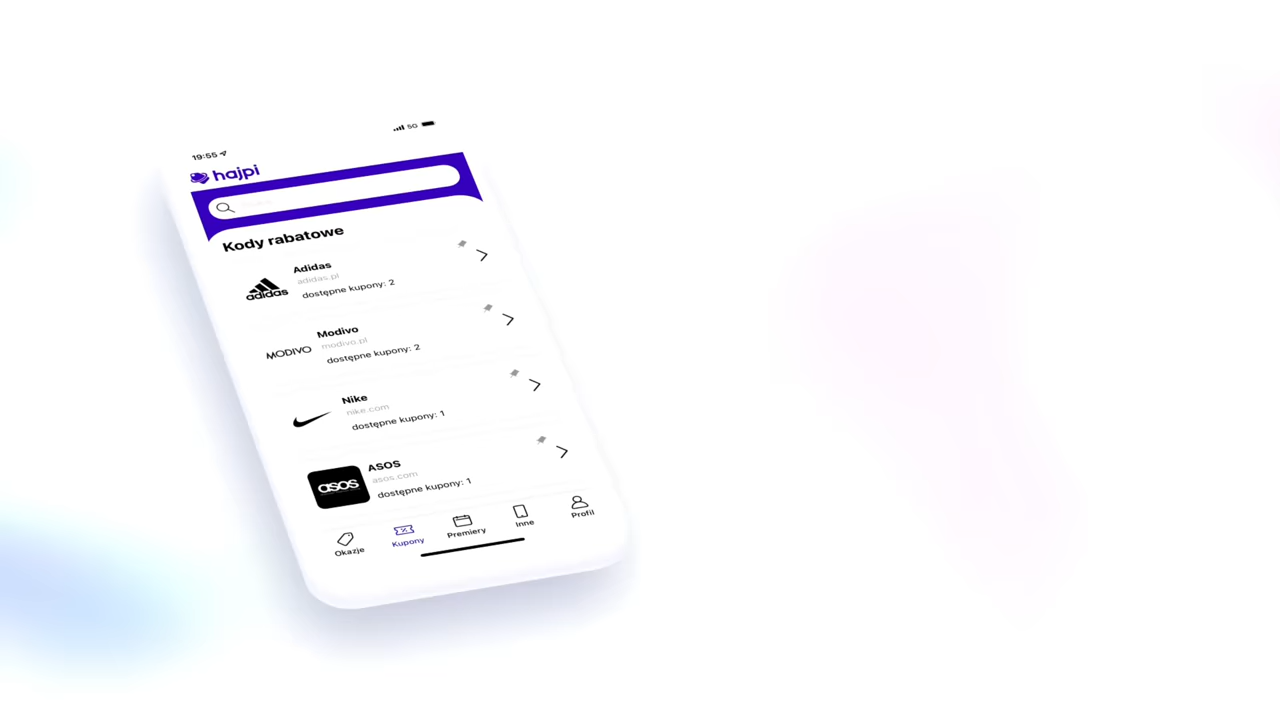 19:55
5G
hajpi
Kody rabatowe
Adidas
adidas.pl
dostępne kupony: 2
adidas
Modivo
modivo.pl
dostępne kupony: 2
MODIVO
Nike
nike.com
dostępne kupony: 1
ASOS
asos.com
dostępne kupony: 1
asos
Okazje
Kupony
Premiery
Inne
Profil